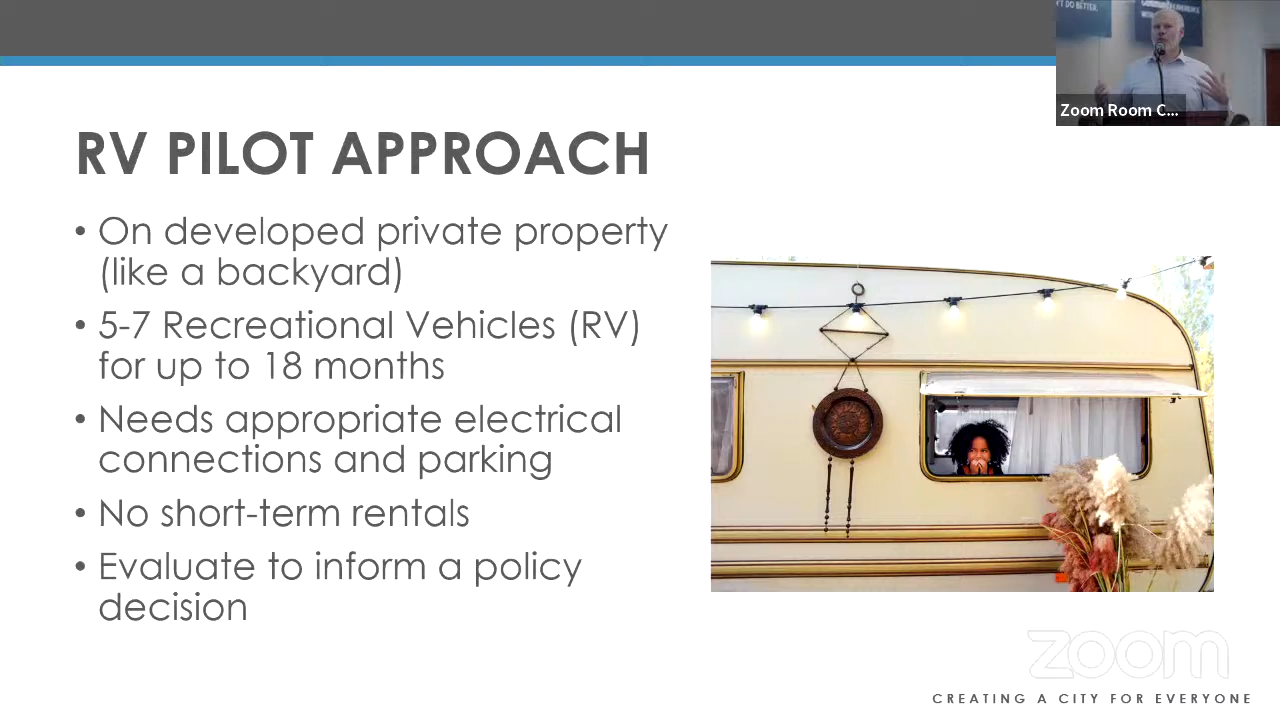 'T DO BETTER.
Zoom Room C...
RV PILOT APPROACH
• On developed private property
(like a backyard)
• 5-7 Recreational Vehicles (RV)
for up to 18 months
• Needs appropriate electrical
connections and parking
• No short-term rentals
• Evaluate to inform a policy
decision
zoom
CREATING A CITY FOR EVERYONE